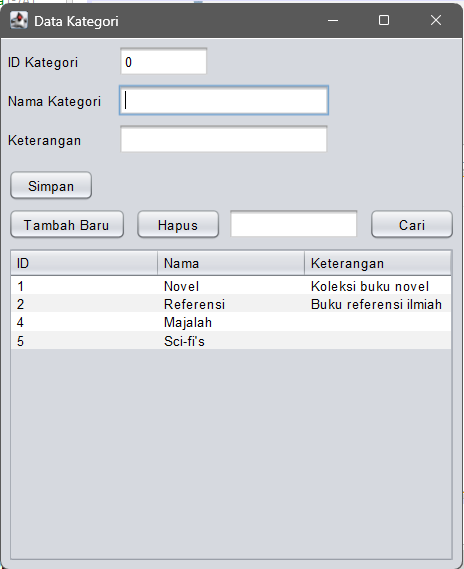 Data Kategori
ID Kategori 0
Nama Kategori
Keterangan
Simpan
Tambah Baru Hapus Cari
ID Nama Keterangan
1 Novel Koleksi buku novel
2 Referensi Buku referensi ilmiah
4 Majalah
5 Sci-fi's